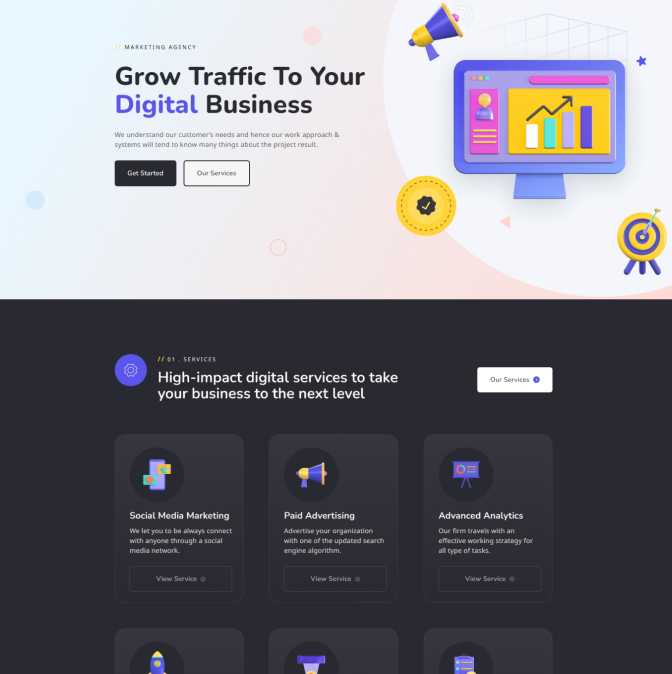 // MARKETING AGENCY
Grow Traffic To Your
Digital Business
We understand our customer's needs and hence our work approach &
systems will tend to know many things about the project result.
Get Started
Our Services
// 01 . SERVICES
High-impact digital services to take
your business to the next level
Our Services
Social Media Marketing
We let you to be always connect
with anyone through a social
media network.
View Service
Paid Advertising
Advertise your organization
with one of the updated search
engine algorithm.
View Service
Advanced Analytics
Our firm travels with an
effective working strategy for
all type of tasks.
View Service